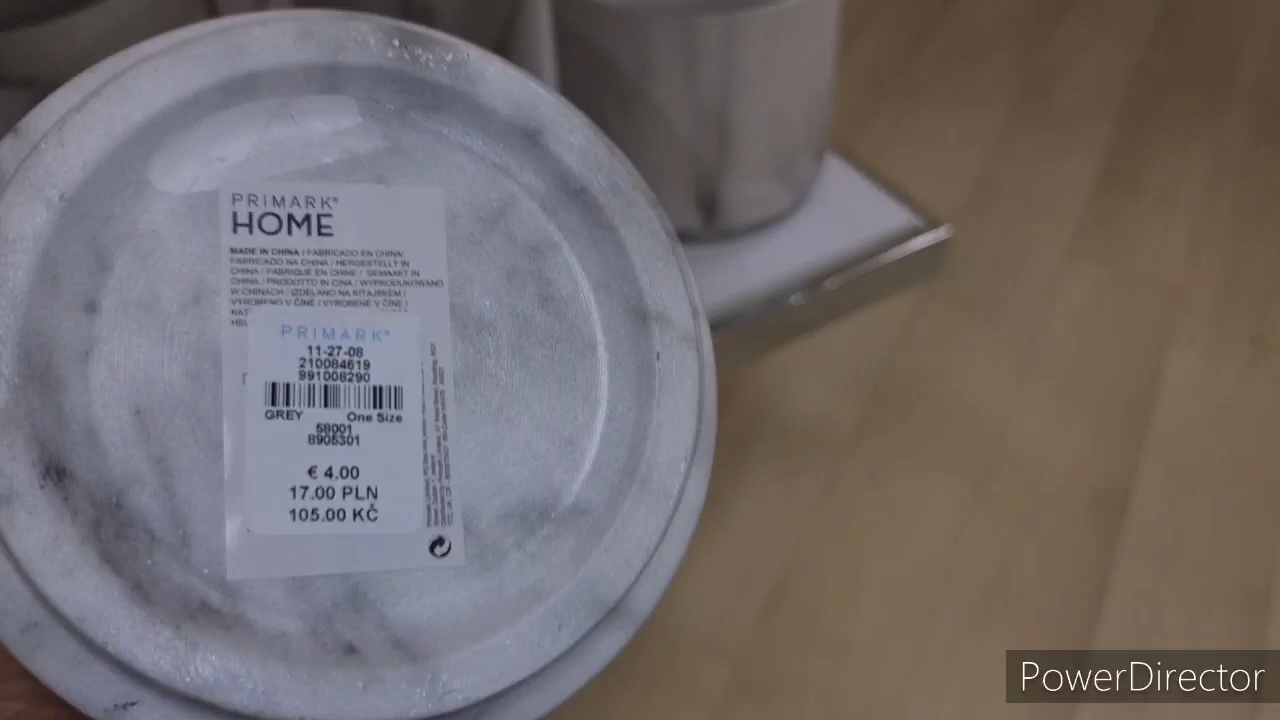 PRIMARK®
HOME
MADE IN CHINA / FABRICADO EN CHINA/
FABRICADO NA CHINA / HERGESTELLT IN
CHINA / FABRIQUÉ EN CHINE / GEMAAKT IN
CHINA / PRODOTTO IN CINA / WYPRODUKOWANO
W CHINACH / IZDELANO NA KITAJSKEM /
VYROBENO V ČÍNĚ / VYROBENÉ V ČÍNE /
PRIMARK®
11-27-08
210084619
991008290
GREY One Size
58001
8905301
€ 4.00
17.00 PLN
105.00 KČ
PowerDirector